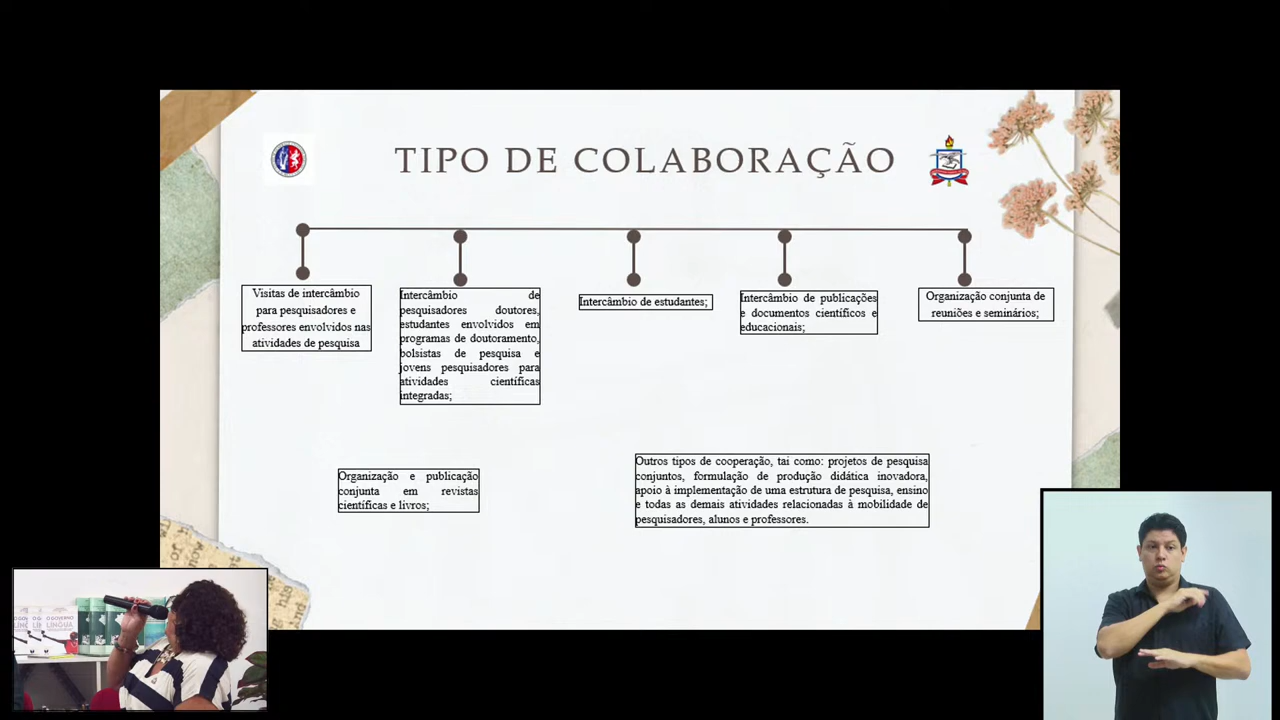 TIPO DE COLABORAÇÃO
Visitas de intercâmbio
para pesquisadores e
professores envolvidos nas
atividades de pesquisa
Intercâmbio de
pesquisadores doutores,
estudantes envolvidos em
programas de doutoramento,
bolsistas de pesquisa e
jovens pesquisadores para
atividades científicas
integradas;
Intercâmbio de estudantes;
Intercâmbio de publicações
e documentos científicos e
educacionais;
Organização conjunta de
reuniões e seminários;
Organização e publicação
conjunta em revistas
científicas e livros;
Outros tipos de cooperação, tai como: projetos de pesquisa
conjuntos, formulação de produção didática inovadora,
apoio à implementação de uma estrutura de pesquisa, ensino
e todas as demais atividades relacionadas à mobilidade de
pesquisadores, alunos e professores.
O GOVERNO
LÍNGUA